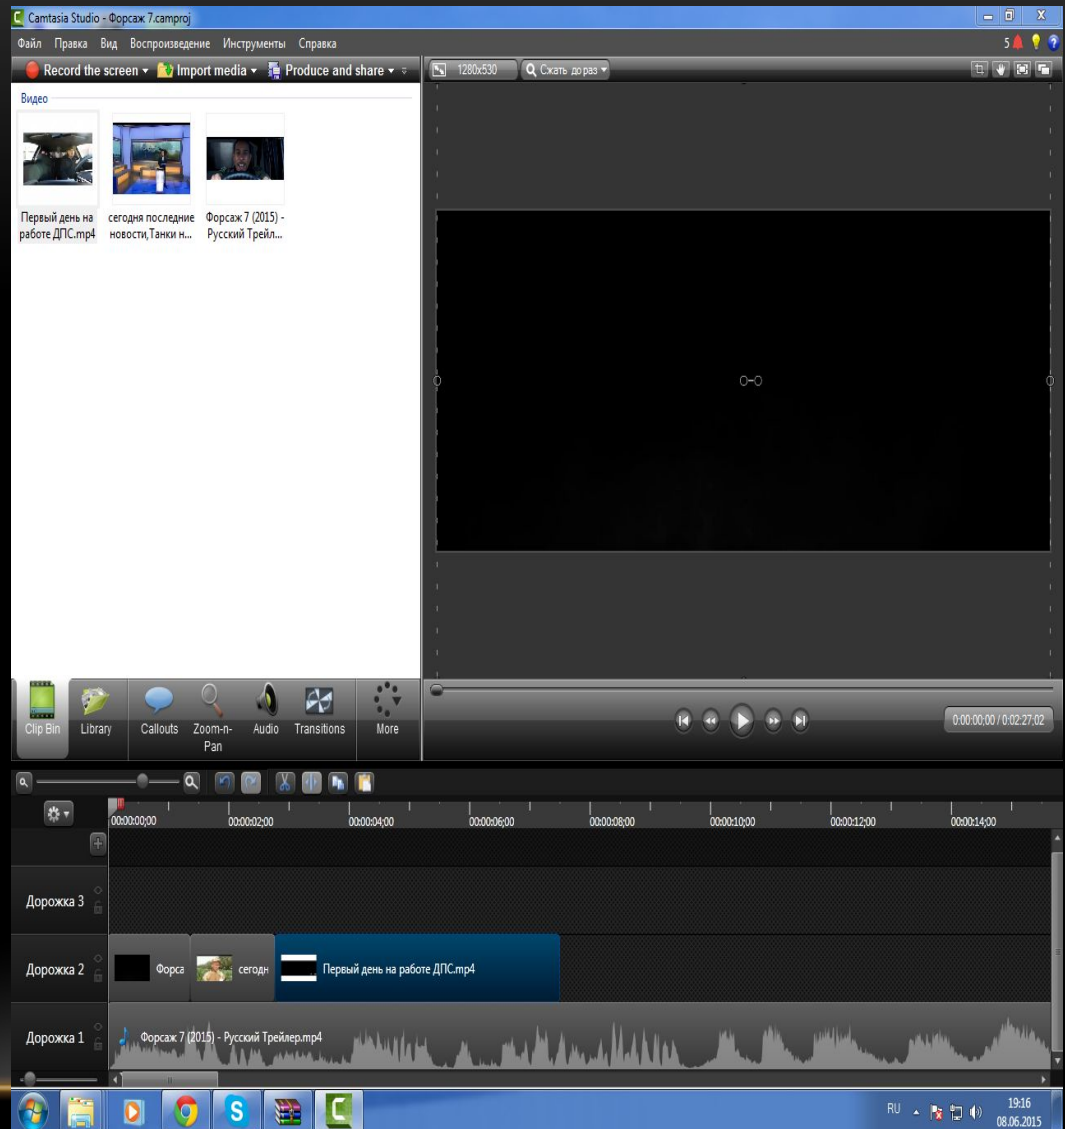 Camtasia Studio - Форсаж 7.camproj
Файл Правка Вид Воспроизведение Инструменты Справка
5
Record the screen Import media Produce and share
1280x530 Сжать до раз
Видео
Первый день на
работе ДПС.mp4
сегодня последние
новости,Танки н...
Форсаж 7 (2015) -
Русский Трейл...
Clip Bin Library Callouts Zoom-n-
Pan Audio Transitions More
0:00:00;00 / 0:02:27;02
00:00:00;00 00:00:02;00 00:00:04;00 00:00:06;00 00:00:08;00 00:00:10;00 00:00:12;00 00:00:14;00
Дорожка 3
Дорожка 2 Форса сегодн Первый день на работе ДПС.mp4
Дорожка 1 Форсаж 7 (2015) - Русский Трейлер.mp4
RU 19:16
08.06.2015